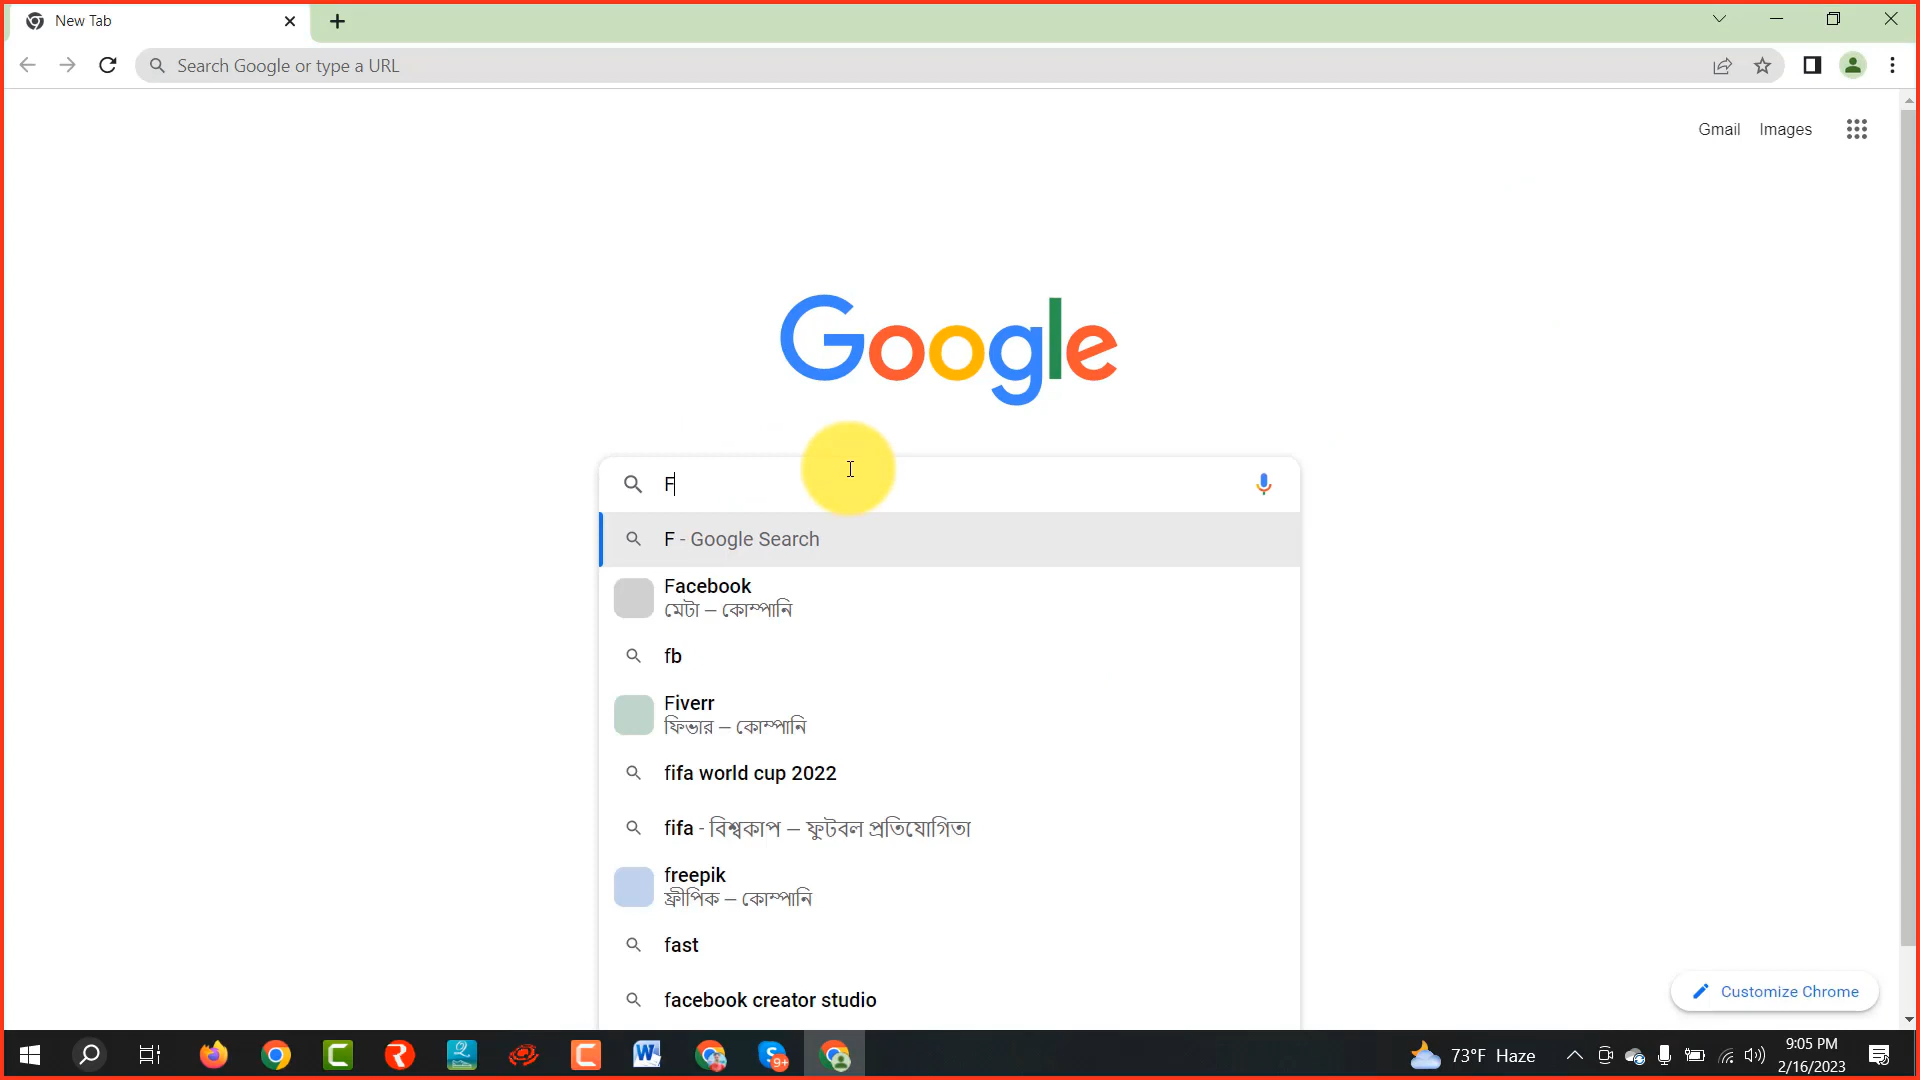 New Tab
Search Google or type a URL
Gmail Images
Google
F
F - Google Search
Facebook
মেটা — কোম্পানি
fb
Fiverr
ফিভার — কোম্পানি
fifa world cup 2022
fifa - বিশ্বকাপ — ফুটবল প্রতিযোগিতা
freepik
ফ্রীপিক — কোম্পানি
fast
facebook creator studio
Customize Chrome
73°F Haze
9:05 PM
2/16/2023
9+